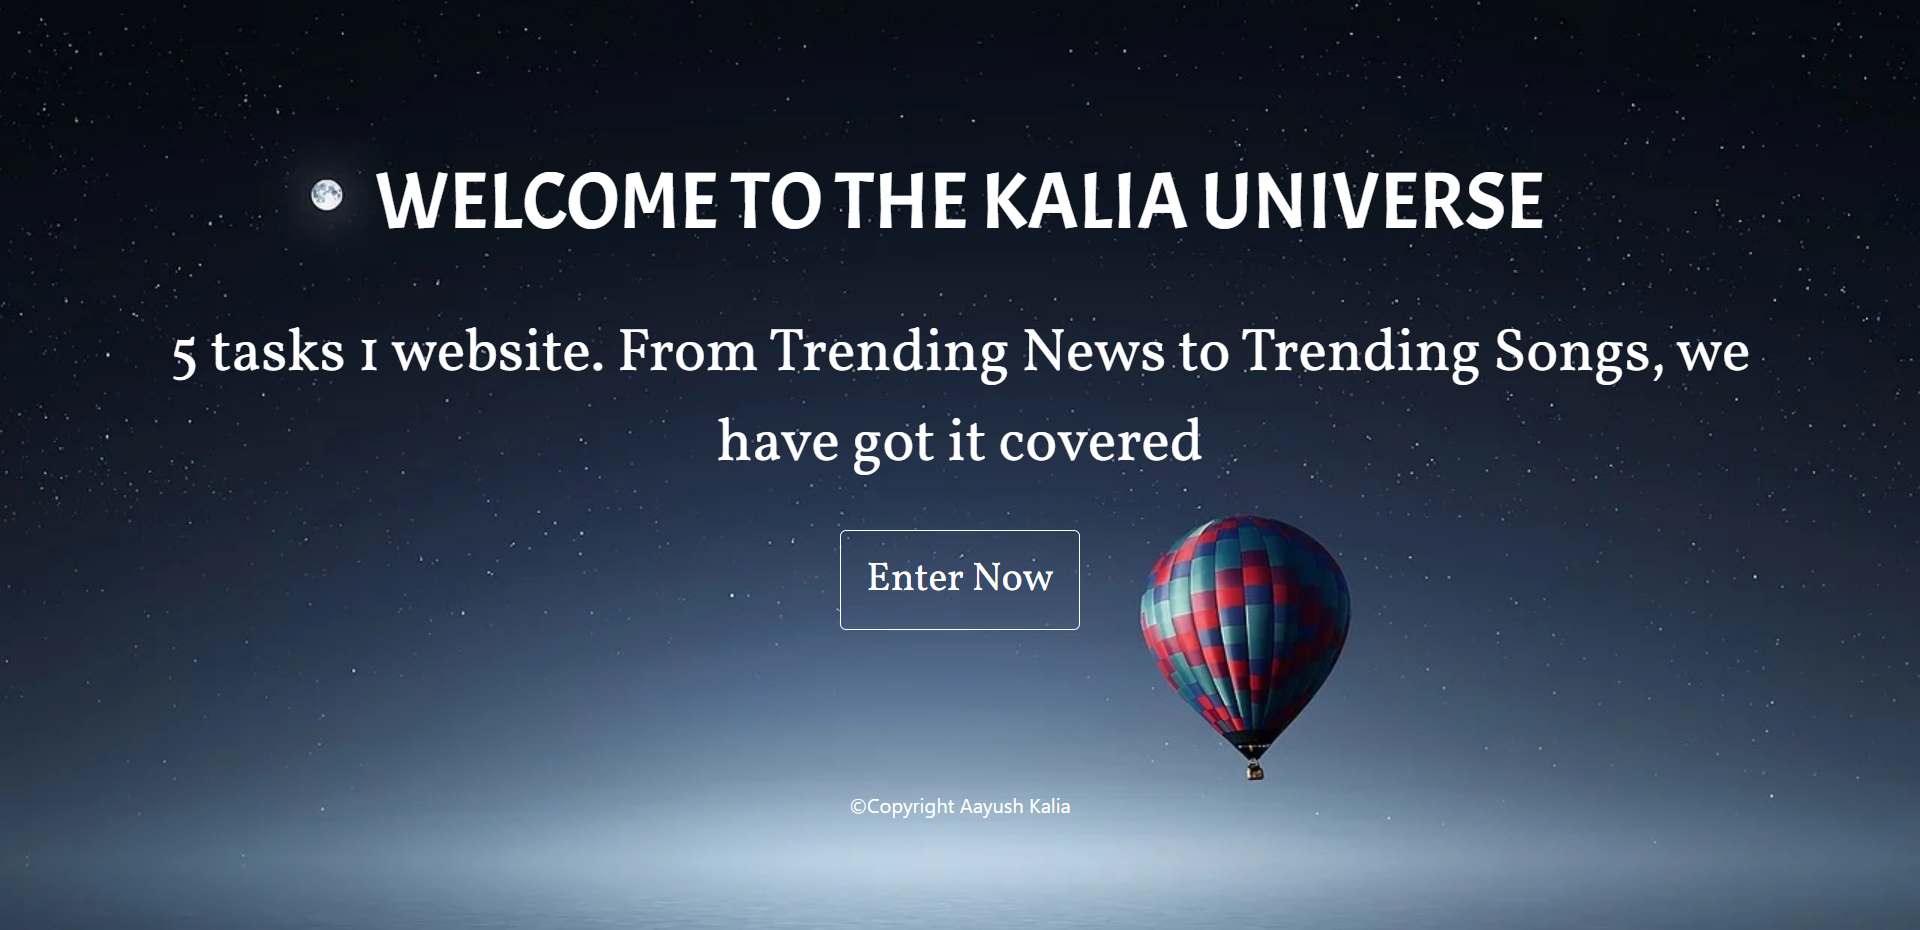 WELCOME TO THE KALIA UNIVERSE
5 tasks 1 website. From Trending News to Trending Songs, we
have got it covered
Enter Now
©Copyright Aayush Kalia